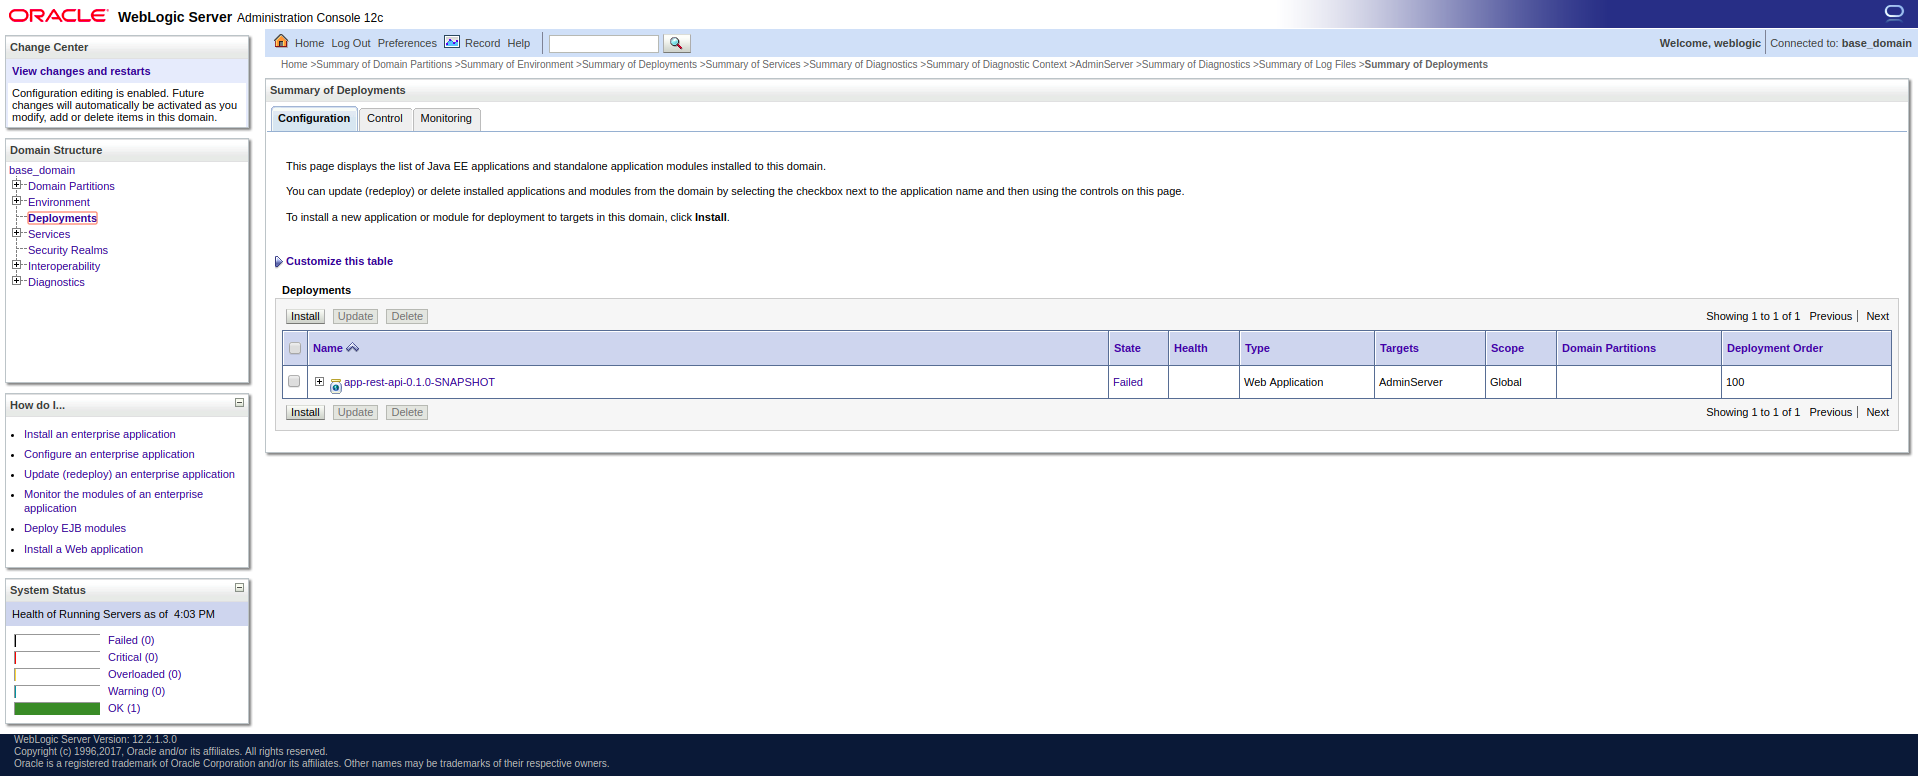 ORACLE WebLogic Server Administration Console 12c
Change Center
View changes and restarts
Configuration editing is enabled. Future
changes will automatically be activated as you
modify, add or delete items in this domain.
Domain Structure
base_domain
Domain Partitions
Environment
Deployments
Services
Security Realms
Interoperability
Diagnostics
How do I...
Install an enterprise application
Configure an enterprise application
Update (redeploy) an enterprise application
Monitor the modules of an enterprise
application
Deploy EJB modules
Install a Web application
System Status
Health of Running Servers as of 4:03 PM
Failed (0)
Critical (0)
Overloaded (0)
Warning (0)
OK (1)
Home Log Out Preferences Record Help
Welcome, weblogic Connected to: base_domain
Home >Summary of Domain Partitions >Summary of Environment >Summary of Deployments >Summary of Services >Summary of Diagnostics >Summary of Diagnostic Context >AdminServer >Summary of Diagnostics >Summary of Log Files >Summary of Deployments
Summary of Deployments
Configuration Control Monitoring
This page displays the list of Java EE applications and standalone application modules installed to this domain.
You can update (redeploy) or delete installed applications and modules from the domain by selecting the checkbox next to the application name and then using the controls on this page.
To install a new application or module for deployment to targets in this domain, click Install.
Customize this table
Deployments
Install Update Delete Showing 1 to 1 of 1 Previous Next
Name State Health Type Targets Scope Domain Partitions Deployment Order
app-rest-api-0.1.0-SNAPSHOT Failed Web Application AdminServer Global 100
Install Update Delete Showing 1 to 1 of 1 Previous Next
WebLogic Server Version: 12.2.1.3.0
Copyright (c) 1996,2017, Oracle and/or its affiliates. All rights reserved.
Oracle is a registered trademark of Oracle Corporation and/or its affiliates. Other names may be trademarks of their respective owners.